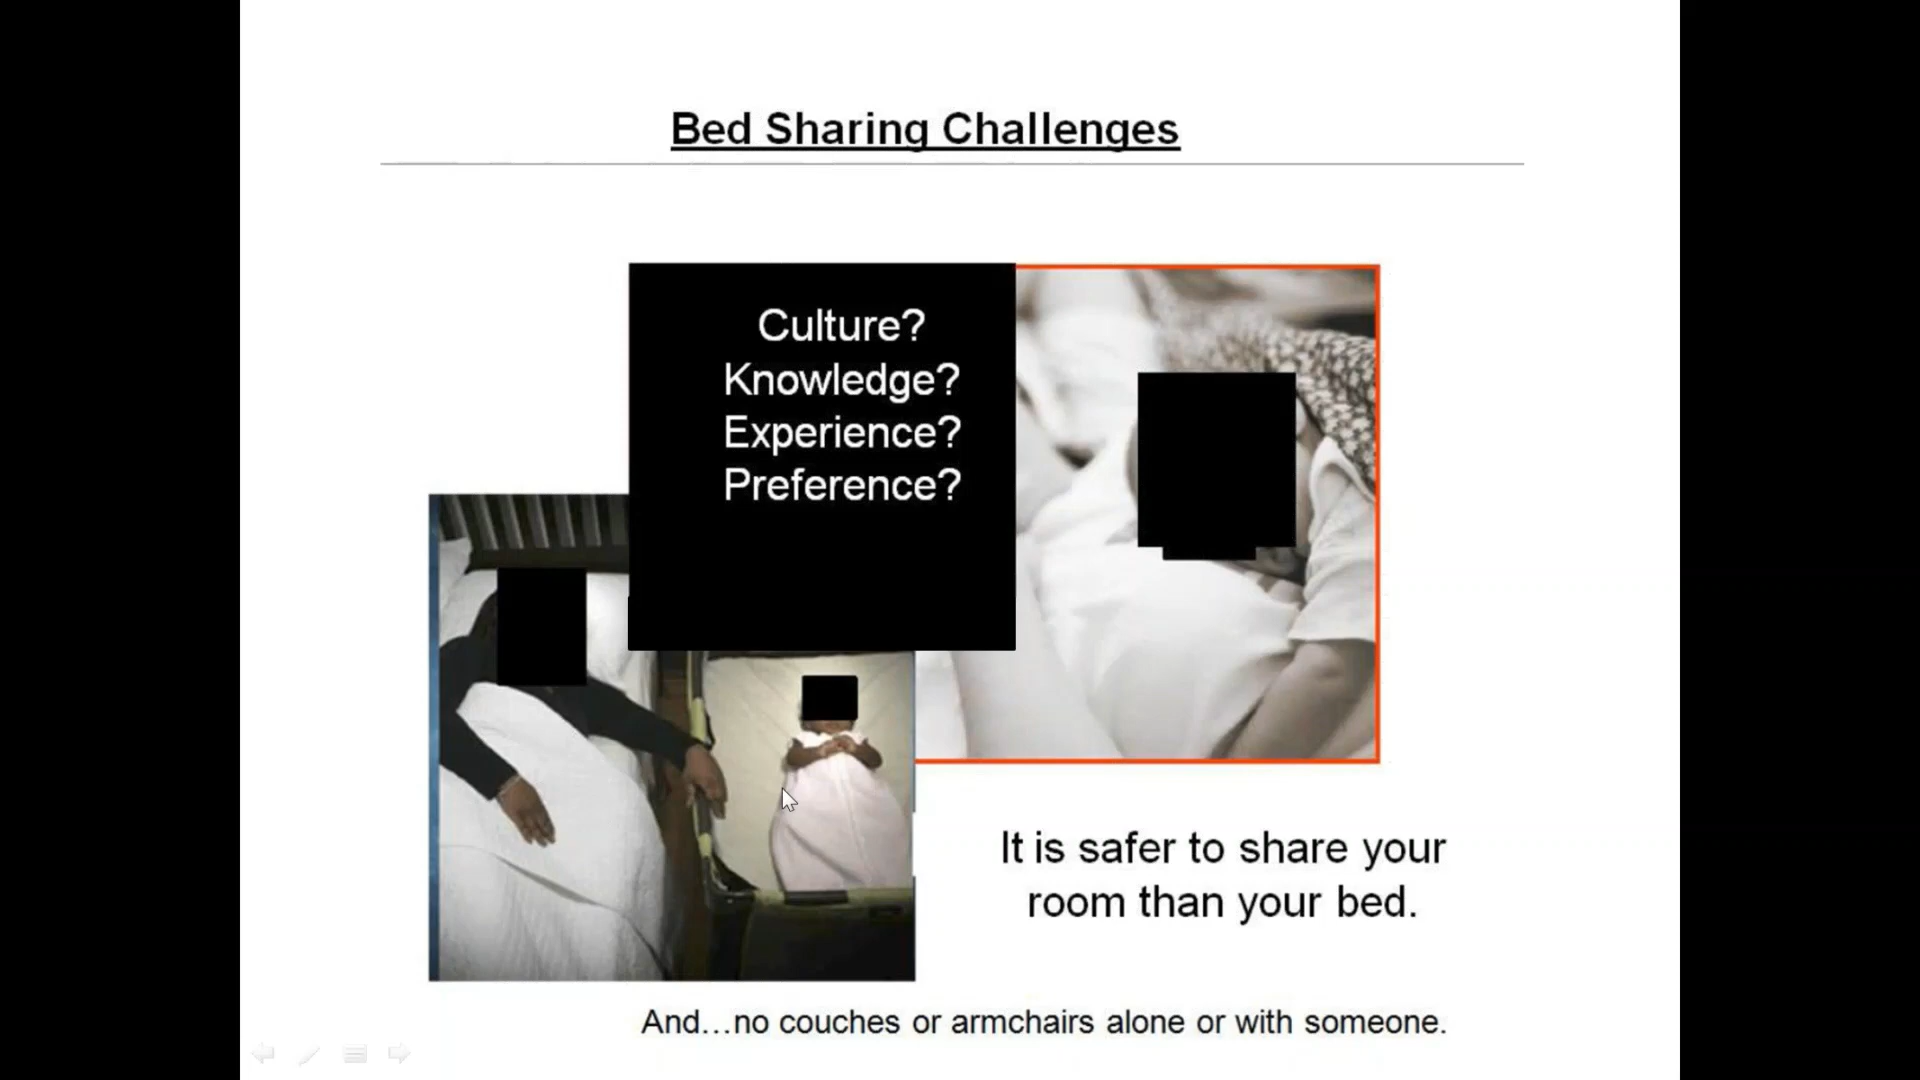 Bed Sharing Challenges
Culture?
Knowledge?
Experience?
Preference?
It is safer to share your
room than your bed.
And…no couches or armchairs alone or with someone.